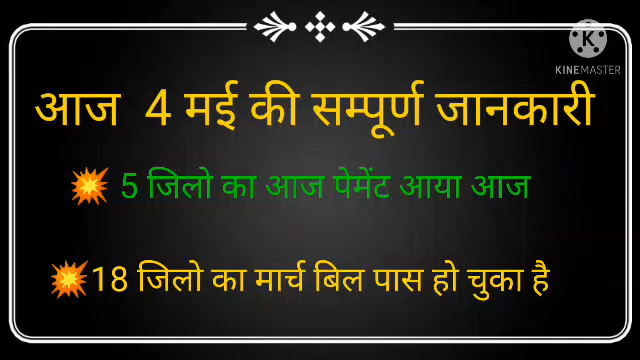 KINEMASTER
आज 4 मई की सम्पूर्ण जानकारी
5 जिलो का आज पेमेंट आया आज
18 जिलो का मार्च बिल पास हो चुका है